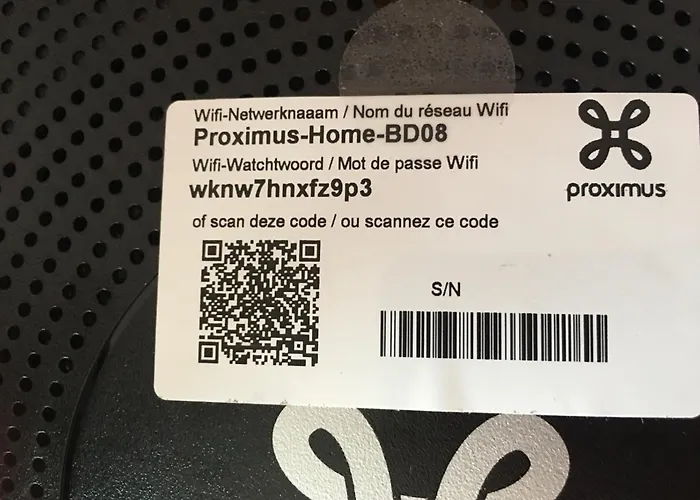 Wifi-Netwerknaaam / Nom du réseau Wifi
Proximus-Home-BD08
Wifi-Watchtwoord / Mot de passe Wifi
wknw7hnxfz9p3
of scan deze code / ou scannez ce code
proximus
S/N